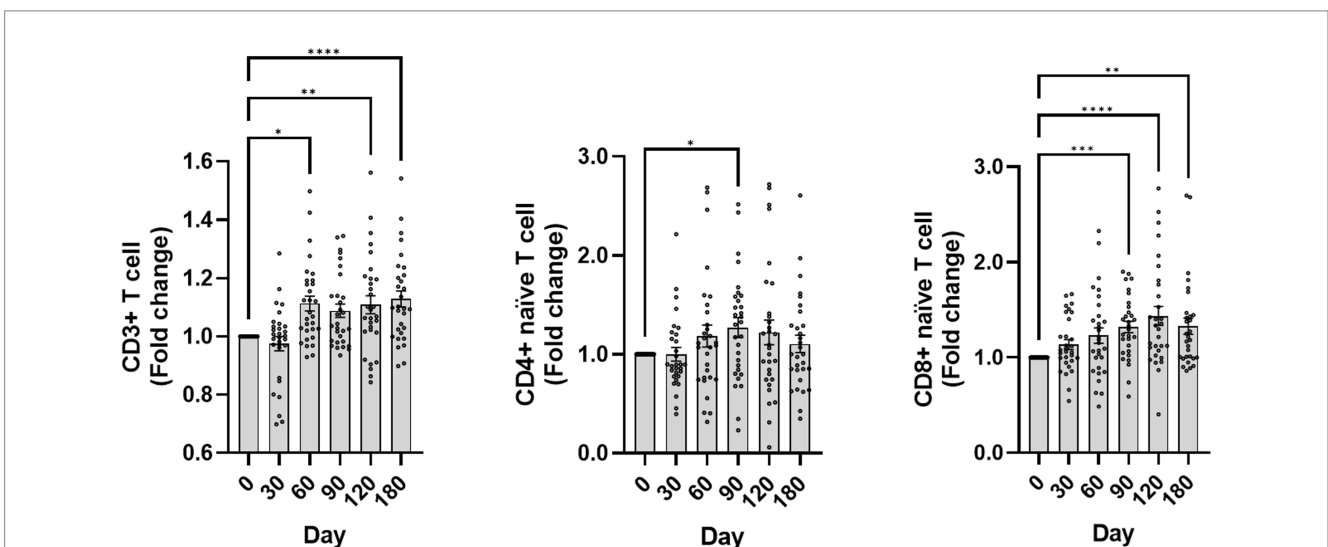 ****
**
*
1.6
1.4
1.2
1.0
0.8
0.6
CD3+ T cell
(Fold change)
0 30 60 90 120 180
Day
*
3.0
2.0
1.0
0.0
CD4+ naïve T cell
(Fold change)
0 30 60 90 120 180
Day
**
****
***
3.0
2.0
1.0
0.0
CD8+ naïve T cell
(Fold change)
0 30 60 90 120 180
Day